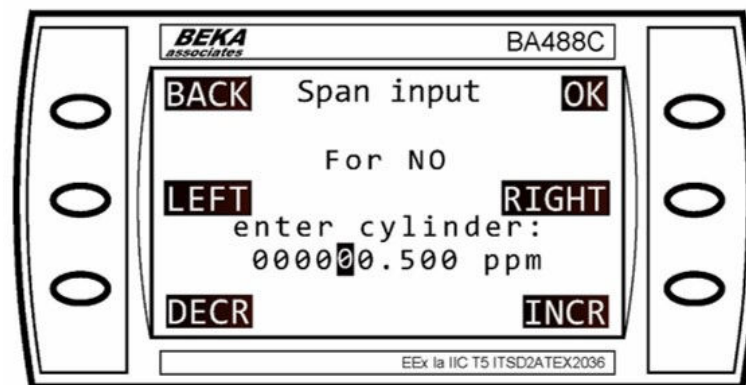 BEKA associates BA488C
BACK Span input OK
For NO
LEFT RIGHT
enter cylinder:
000000.500 ppm
DECR INCR
EEx Ia IIC T5 ITSD2ATEX2036